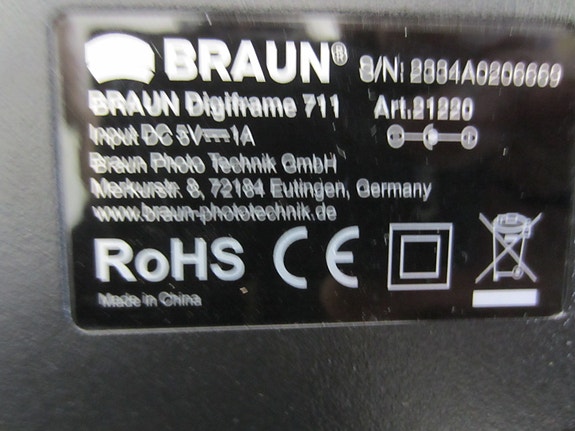 BRAUN® S/N: 2334A0206669
BRAUN Digiframe 711 Art.21220
Input DC 5V⎓1A
Braun Photo Technik GmbH
Merkurstr. 8, 72184 Eutingen, Germany
www.braun-phototechnik.de
RoHS CE
Made in China